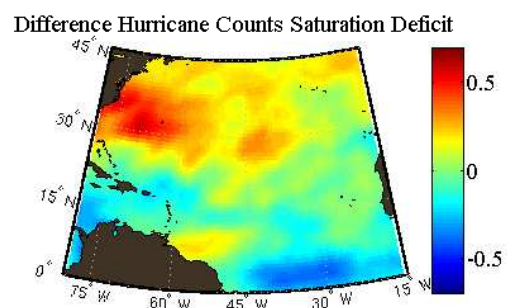 Difference Hurricane Counts Saturation Deficit
45° N
30° N
15° N
0°
75° W
60° W
45° W
30° W
15° W
0.5
0
-0.5